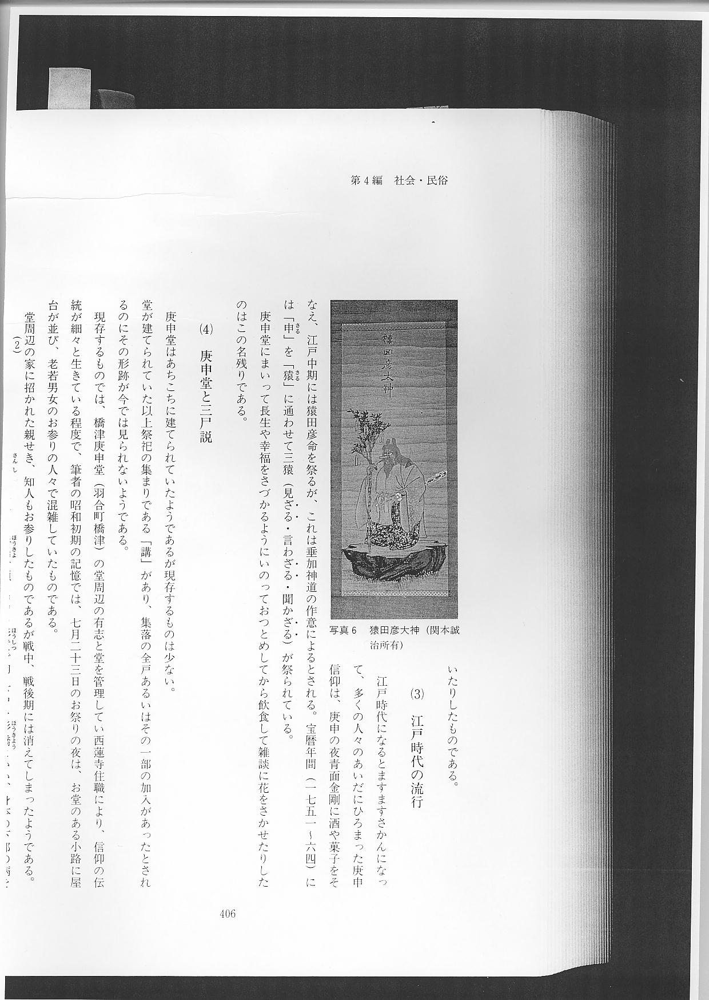 第4編　社会・民俗
猿田彦大神
写真6　猿田彦大神（関本誠
治所有）
いたりしたものである。
(3)　江戸時代の流行
江戸時代になるとますますさかんになっ
て、多くの人々のあいだにひろまった庚申
信仰は、庚申の夜青面金剛に酒や菓子をそ
なえ、江戸中期には猿田彦命を祭るが、これは垂加神道の作意によるとされる。宝暦年間（一七五一～六四）に
は「申」を「猿」に通わせて三猿（見ざる・言わざる・聞かざる）が祭られている。
さる
さる
庚申堂にまいって長生や幸福をさづかるようにいのっておつとめしてから飲食して雑談に花をさかせたりした
のはこの名残りである。
(4)　庚申堂と三尸説
庚申堂はあちこちに建てられていたようであるが現存するものは少ない。
堂が建てられていた以上祭祀の集まりである「講」があり、集落の全戸あるいはその一部の加入があったとされ
るのにその形跡が今では見られないようである。
現存するものでは、橋津庚申堂（羽合町橋津）の堂周辺の有志と堂を管理してい西蓮寺住職により、信仰の伝
統が細々と生きている程度で、筆者の昭和初期の記憶では、七月二十三日のお祭りの夜は、お堂のある小路に屋
台が並び、老若男女のお参りの人々で混雑していたものである。
堂周辺の家に招かれた親せき、知人もお参りしたものであるが戦中、戦後期には消えてしまったようである。
(2)
さんし
ほうきよ
ほうしつ
ほうきよう
406